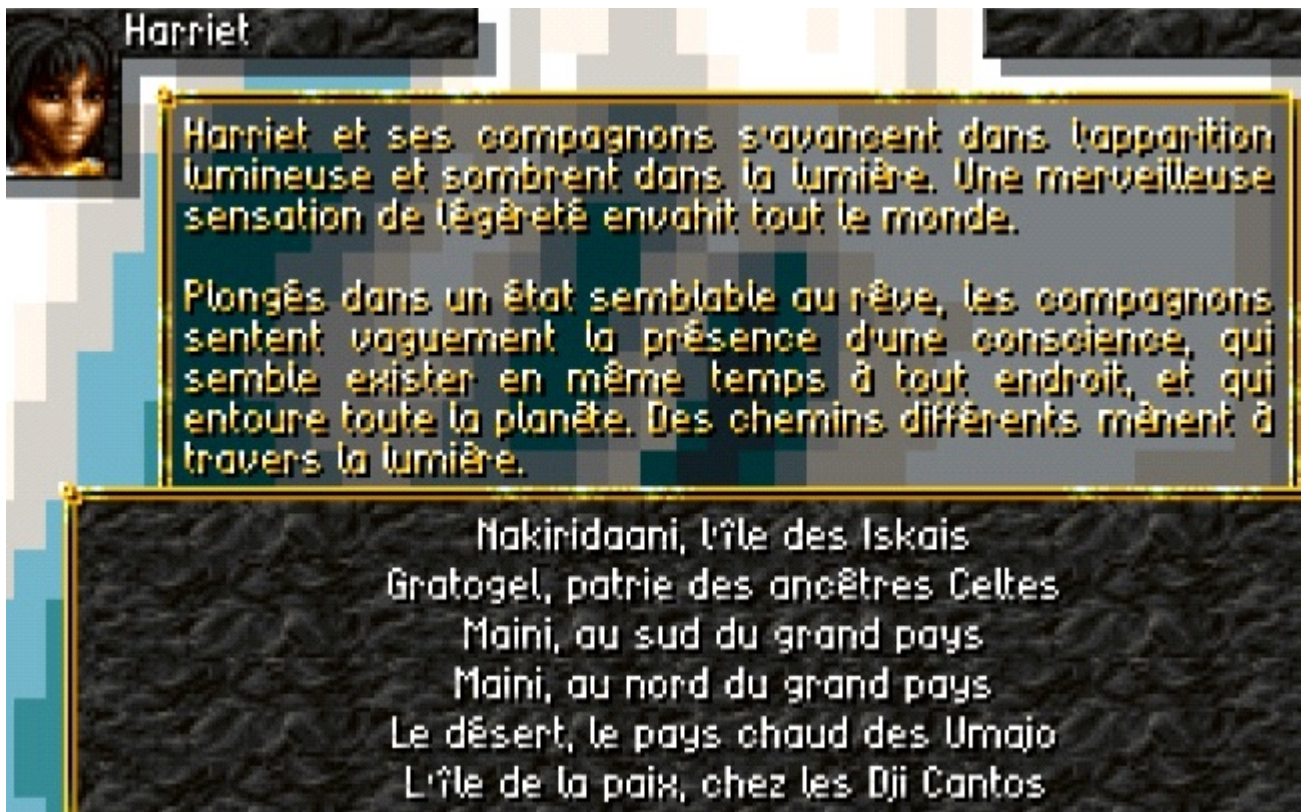 Harriet
Harriet et ses compagnons s'avancent dans l'apparition
lumineuse et sombrent dans la lumière. Une merveilleuse
sensation de légèreté envahit tout le monde.
Plongés dans un état semblable au rêve, les compagnons
sentent vaguement la présence d'une conscience, qui
semble exister en même temps à tout endroit, et qui
entoure toute la planète. Des chemins différents mènent à
travers la lumière.
Nakiridaani, l'île des Iskais
Gratogel, patrie des ancêtres Celtes
Maini, au sud du grand pays
Maini, au nord du grand pays
Le désert, le pays chaud des Umajo
L'île de la paix, chez les Dji Cantos